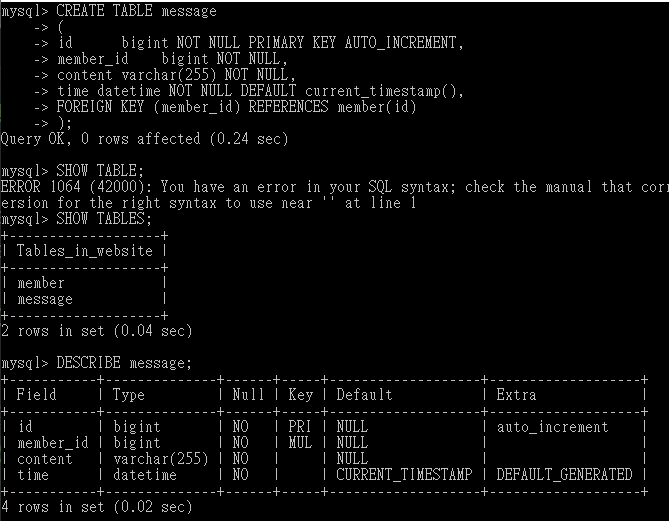 mysql> CREATE TABLE message
    -> (
    -> id      bigint NOT NULL PRIMARY KEY AUTO_INCREMENT,
    -> member_id    bigint NOT NULL,
    -> content varchar(255) NOT NULL,
    -> time datetime NOT NULL DEFAULT current_timestamp(),
    -> FOREIGN KEY (member_id) REFERENCES member(id)
    -> );
Query OK, 0 rows affected (0.24 sec)

mysql> SHOW TABLE;
ERROR 1064 (42000): You have an error in your SQL syntax; check the manual that cor
ersion for the right syntax to use near '' at line 1
mysql> SHOW TABLES;
+-------------------+
| Tables_in_website |
+-------------------+
| member            |
| message           |
+-------------------+
2 rows in set (0.04 sec)

mysql> DESCRIBE message;
+-----------+--------------+------+-----+-------------------+-------------------+
| Field     | Type         | Null | Key | Default           | Extra             |
+-----------+--------------+------+-----+-------------------+-------------------+
| id        | bigint       | NO   | PRI | NULL              | auto_increment    |
| member_id | bigint       | NO   | MUL | NULL              |                   |
| content   | varchar(255) | NO   |     | NULL              |                   |
| time      | datetime     | NO   |     | CURRENT_TIMESTAMP | DEFAULT_GENERATED |
+-----------+--------------+------+-----+-------------------+-------------------+
4 rows in set (0.02 sec)